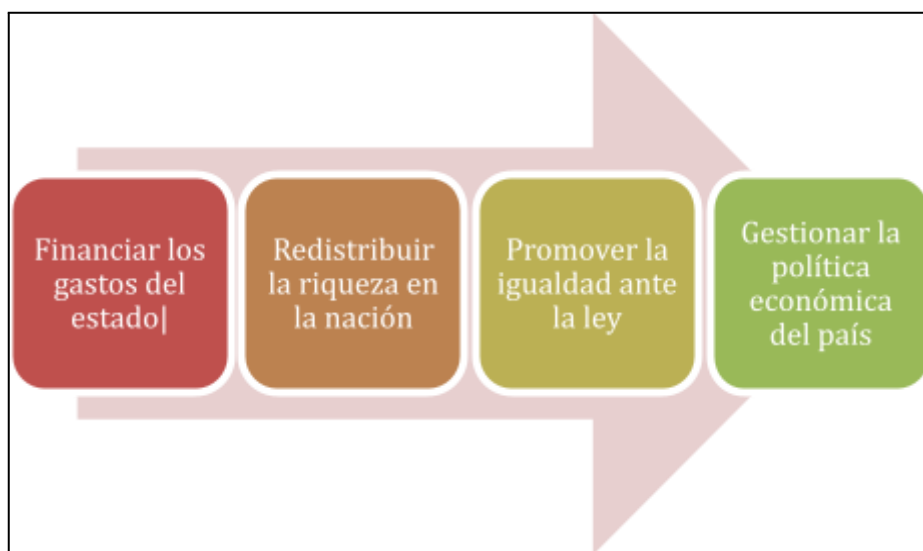 Financiar los
gastos del
estado|
Redistribuir
la riqueza en
la nación
Promover la
igualdad ante
la ley
Gestionar la
política
económica
del país